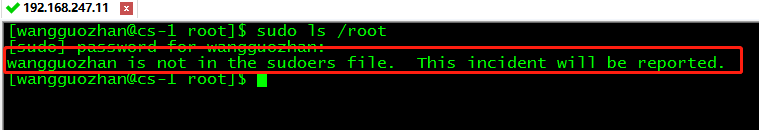 192.168.247.11
[wangguozhan@cs-1 root]$ sudo ls /root
[sudo] password for wangguozhan:
wangguozhan is not in the sudoers file.  This incident will be reported.
[wangguozhan@cs-1 root]$